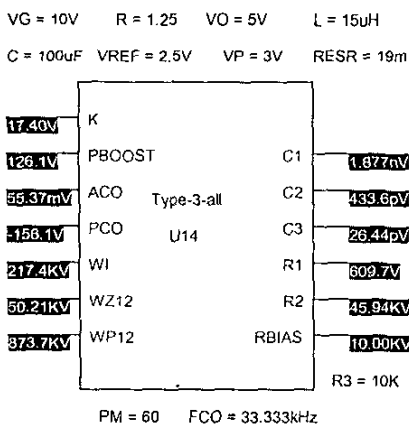 VG = 10V R = 1.25 VO = 5V L = 15uH
C = 100uF VREF = 2.5V VP = 3V RESR = 19m
17.40V K
126.1V PBOOST C1 1.877nV
55.37mV ACO Type-3-all C2 433.6pV
-156.1V PCO U14 C3 26.44pV
217.4KV WI R1 609.7V
50.21KV WZ12 R2 45.94KV
873.7KV WP12 RBIAS 10.00KV
R3 = 10K
PM = 60 FCO = 33.333kHz